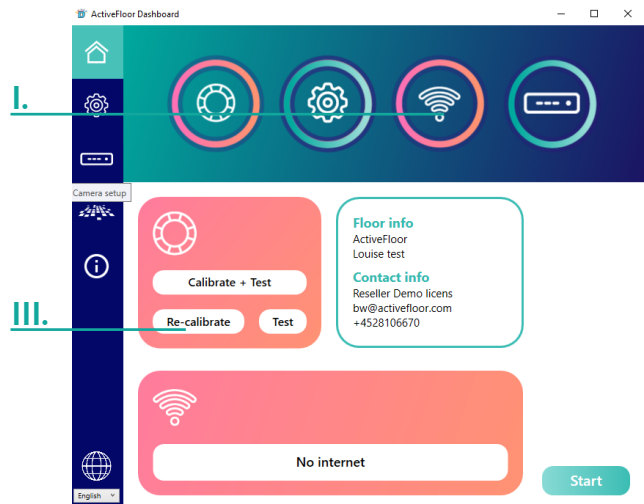 ActiveFloor Dashboard
I.
Camera setup
Floor info
ActiveFloor
Louise test
Contact info
Reseller Demo licens
bw@activefloor.com
+4528106670
Calibrate + Test
III.
Re-calibrate
Test
No internet
Start
English